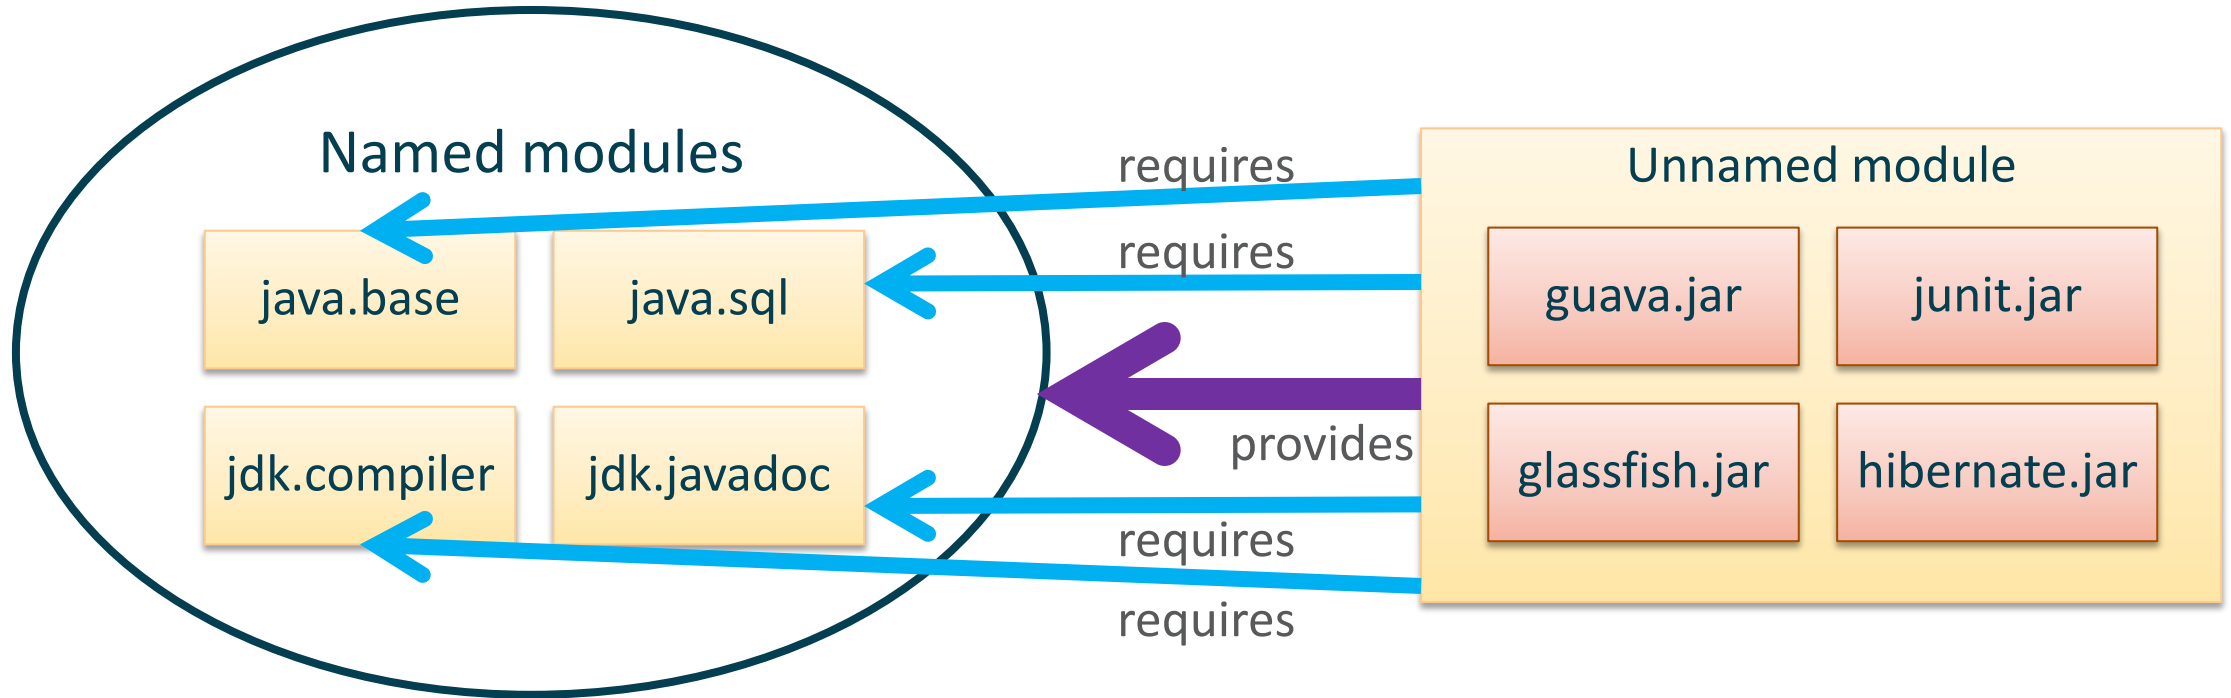 Named modules
java.base
java.sql
jdk.compiler
jdk.javadoc
requires
requires
provides
requires
requires
Unnamed module
guava.jar
junit.jar
glassfish.jar
hibernate.jar